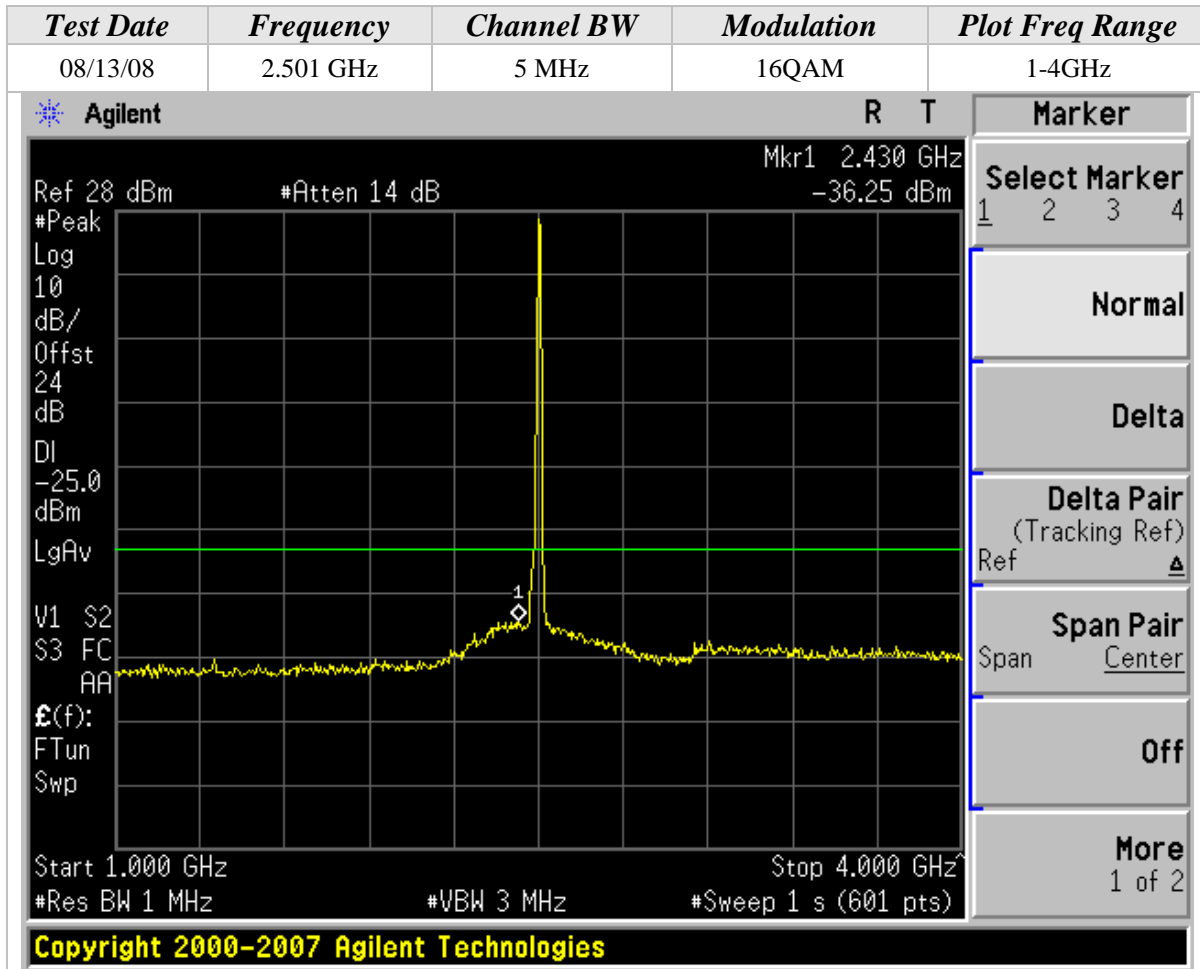 Test Date Frequency Channel BW Modulation Plot Freq Range
08/13/08 2.501 GHz 5 MHz 16QAM 1-4GHz
Agilent R T
Mkr1 2.430 GHz
Ref 28 dBm #Atten 14 dB -36.25 dBm
#Peak
Log
10
dB/
Offst
24
dB
DI
-25.0
dBm
LgAv
1
V1 S2
S3 FC
AA
£(f):
FTun
Swp
Start 1.000 GHz Stop 4.000 GHz^
#Res BW 1 MHz #VBW 3 MHz #Sweep 1 s (601 pts)
Copyright 2000-2007 Agilent Technologies
Marker
Select Marker
1 2 3 4
Normal
Delta
Delta Pair
(Tracking Ref)
Ref Δ
Span Pair
Span Center
Off
More
1 of 2